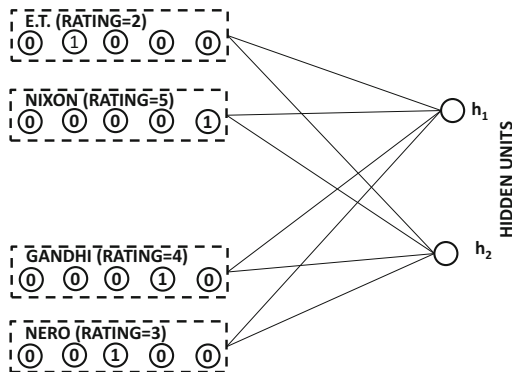 E.T. (RATING=2)
0 1 0 0 0
NIXON (RATING=5)
0 0 0 0 1
GANDHI (RATING=4)
0 0 0 1 0
NERO (RATING=3)
0 0 1 0 0
h1
h2
HIDDEN UNITS